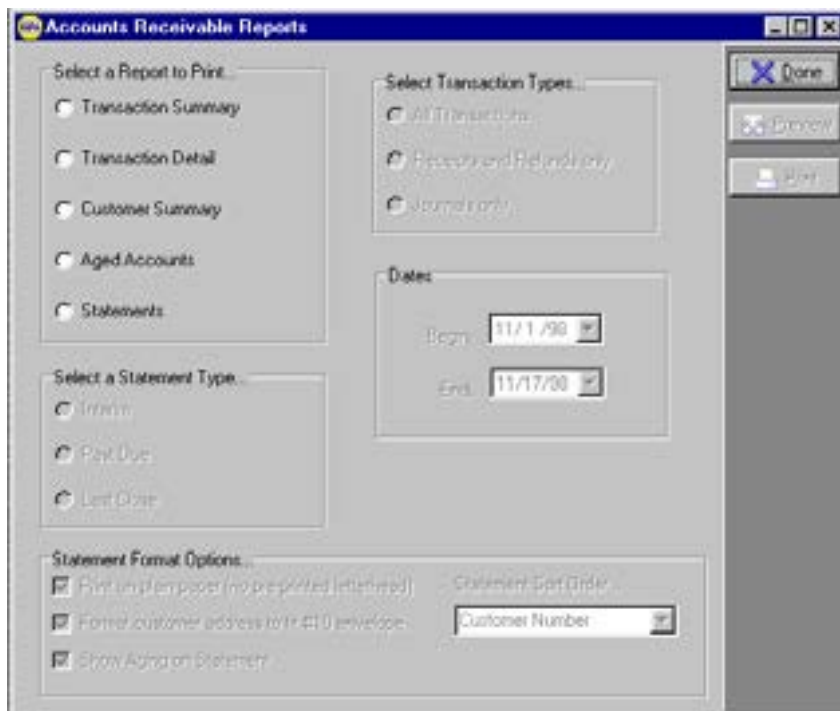 Accounts Receivable Reports
Select a Report to Print...
Transaction Summary
Transaction Detail
Customer Summary
Aged Accounts
Statements
Select Transaction Types...
All Transactions
Receipts and Refunds only
Journals only
Dates
Begin: 11/ 1 /98
End: 11/17/98
Select a Statement Type...
Interim
Past Due
Last Close
Statement Format Options...
Print on plain paper (no pre-printed letterhead)
Format customer address to fit #10 envelope
Show Aging on Statement
Statement Sort Order...
Customer Number
Done
Preview
Print